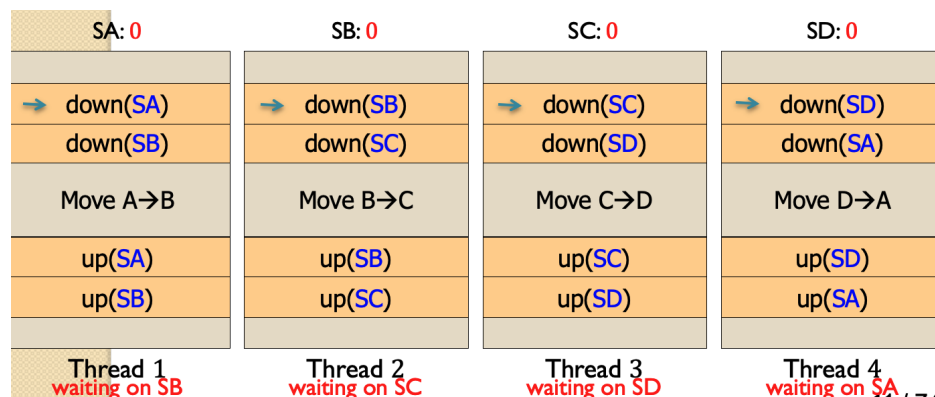 SA: 0 SB: 0 SC: 0 SD: 0
down(SA) down(SB) down(SC) down(SD)
down(SB) down(SC) down(SD) down(SA)
Move A→B Move B→C Move C→D Move D→A
up(SA) up(SB) up(SC) up(SD)
up(SB) up(SC) up(SD) up(SA)
Thread 1 Thread 2 Thread 3 Thread 4
waiting on SB waiting on SC waiting on SD waiting on SA